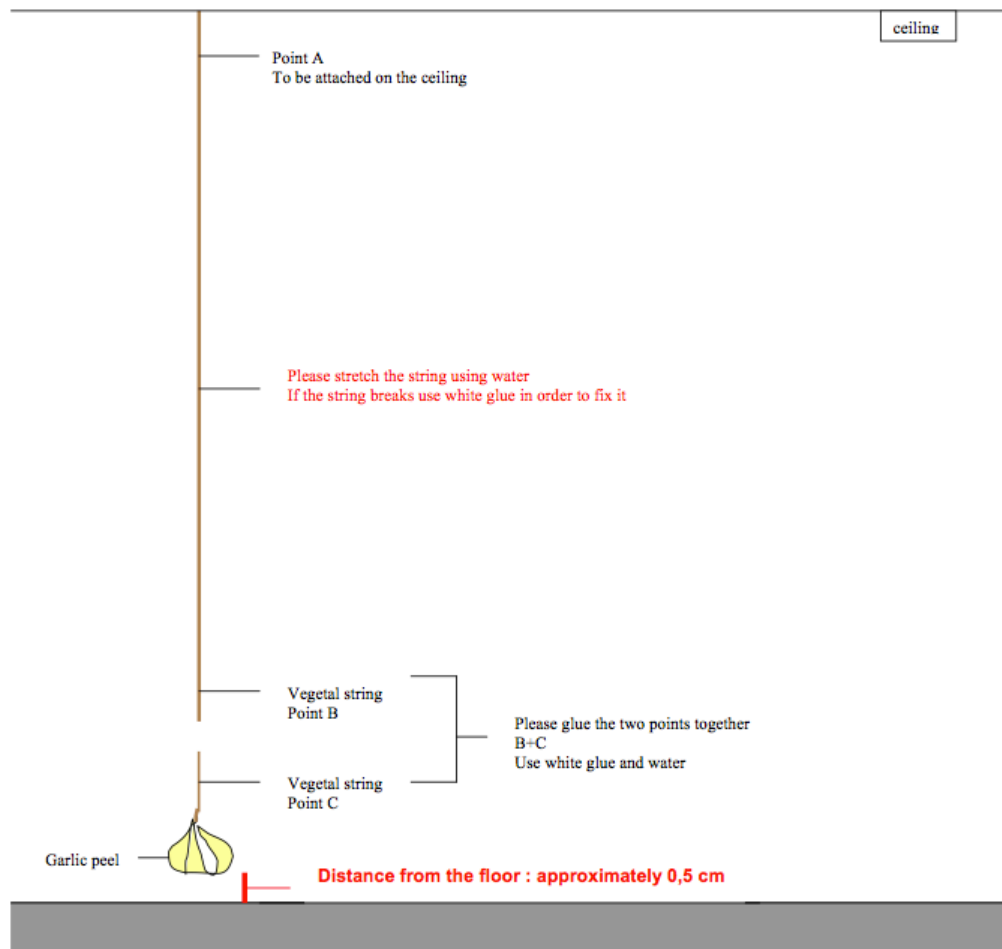 ceiling
Point A
To be attached on the ceiling
Please stretch the string using water
If the string breaks use white glue in order to fix it
Vegetal string
Point B
Please glue the two points together
B+C
Use white glue and water
Vegetal string
Point C
Garlic peel
Distance from the floor : approximately 0,5 cm